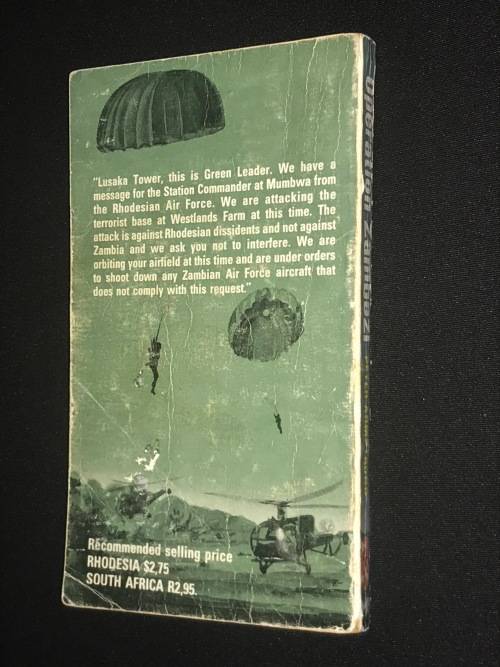 "Lusaka Tower, this is Green Leader. We have a
message for the Station Commander at Mumbwa from
the Rhodesian Air Force. We are attacking the
terrorist base at Westlands Farm at this time. The
attack is against Rhodesian dissidents and not against
Zambia and we ask you not to interfere. We are
orbiting your airfield at this time and are under orders
to shoot down any Zambian Air Force aircraft that
does not comply with this request."
Recommended selling price
RHODESIA $2,75
SOUTH AFRICA R2,95.
Operation Zambezi